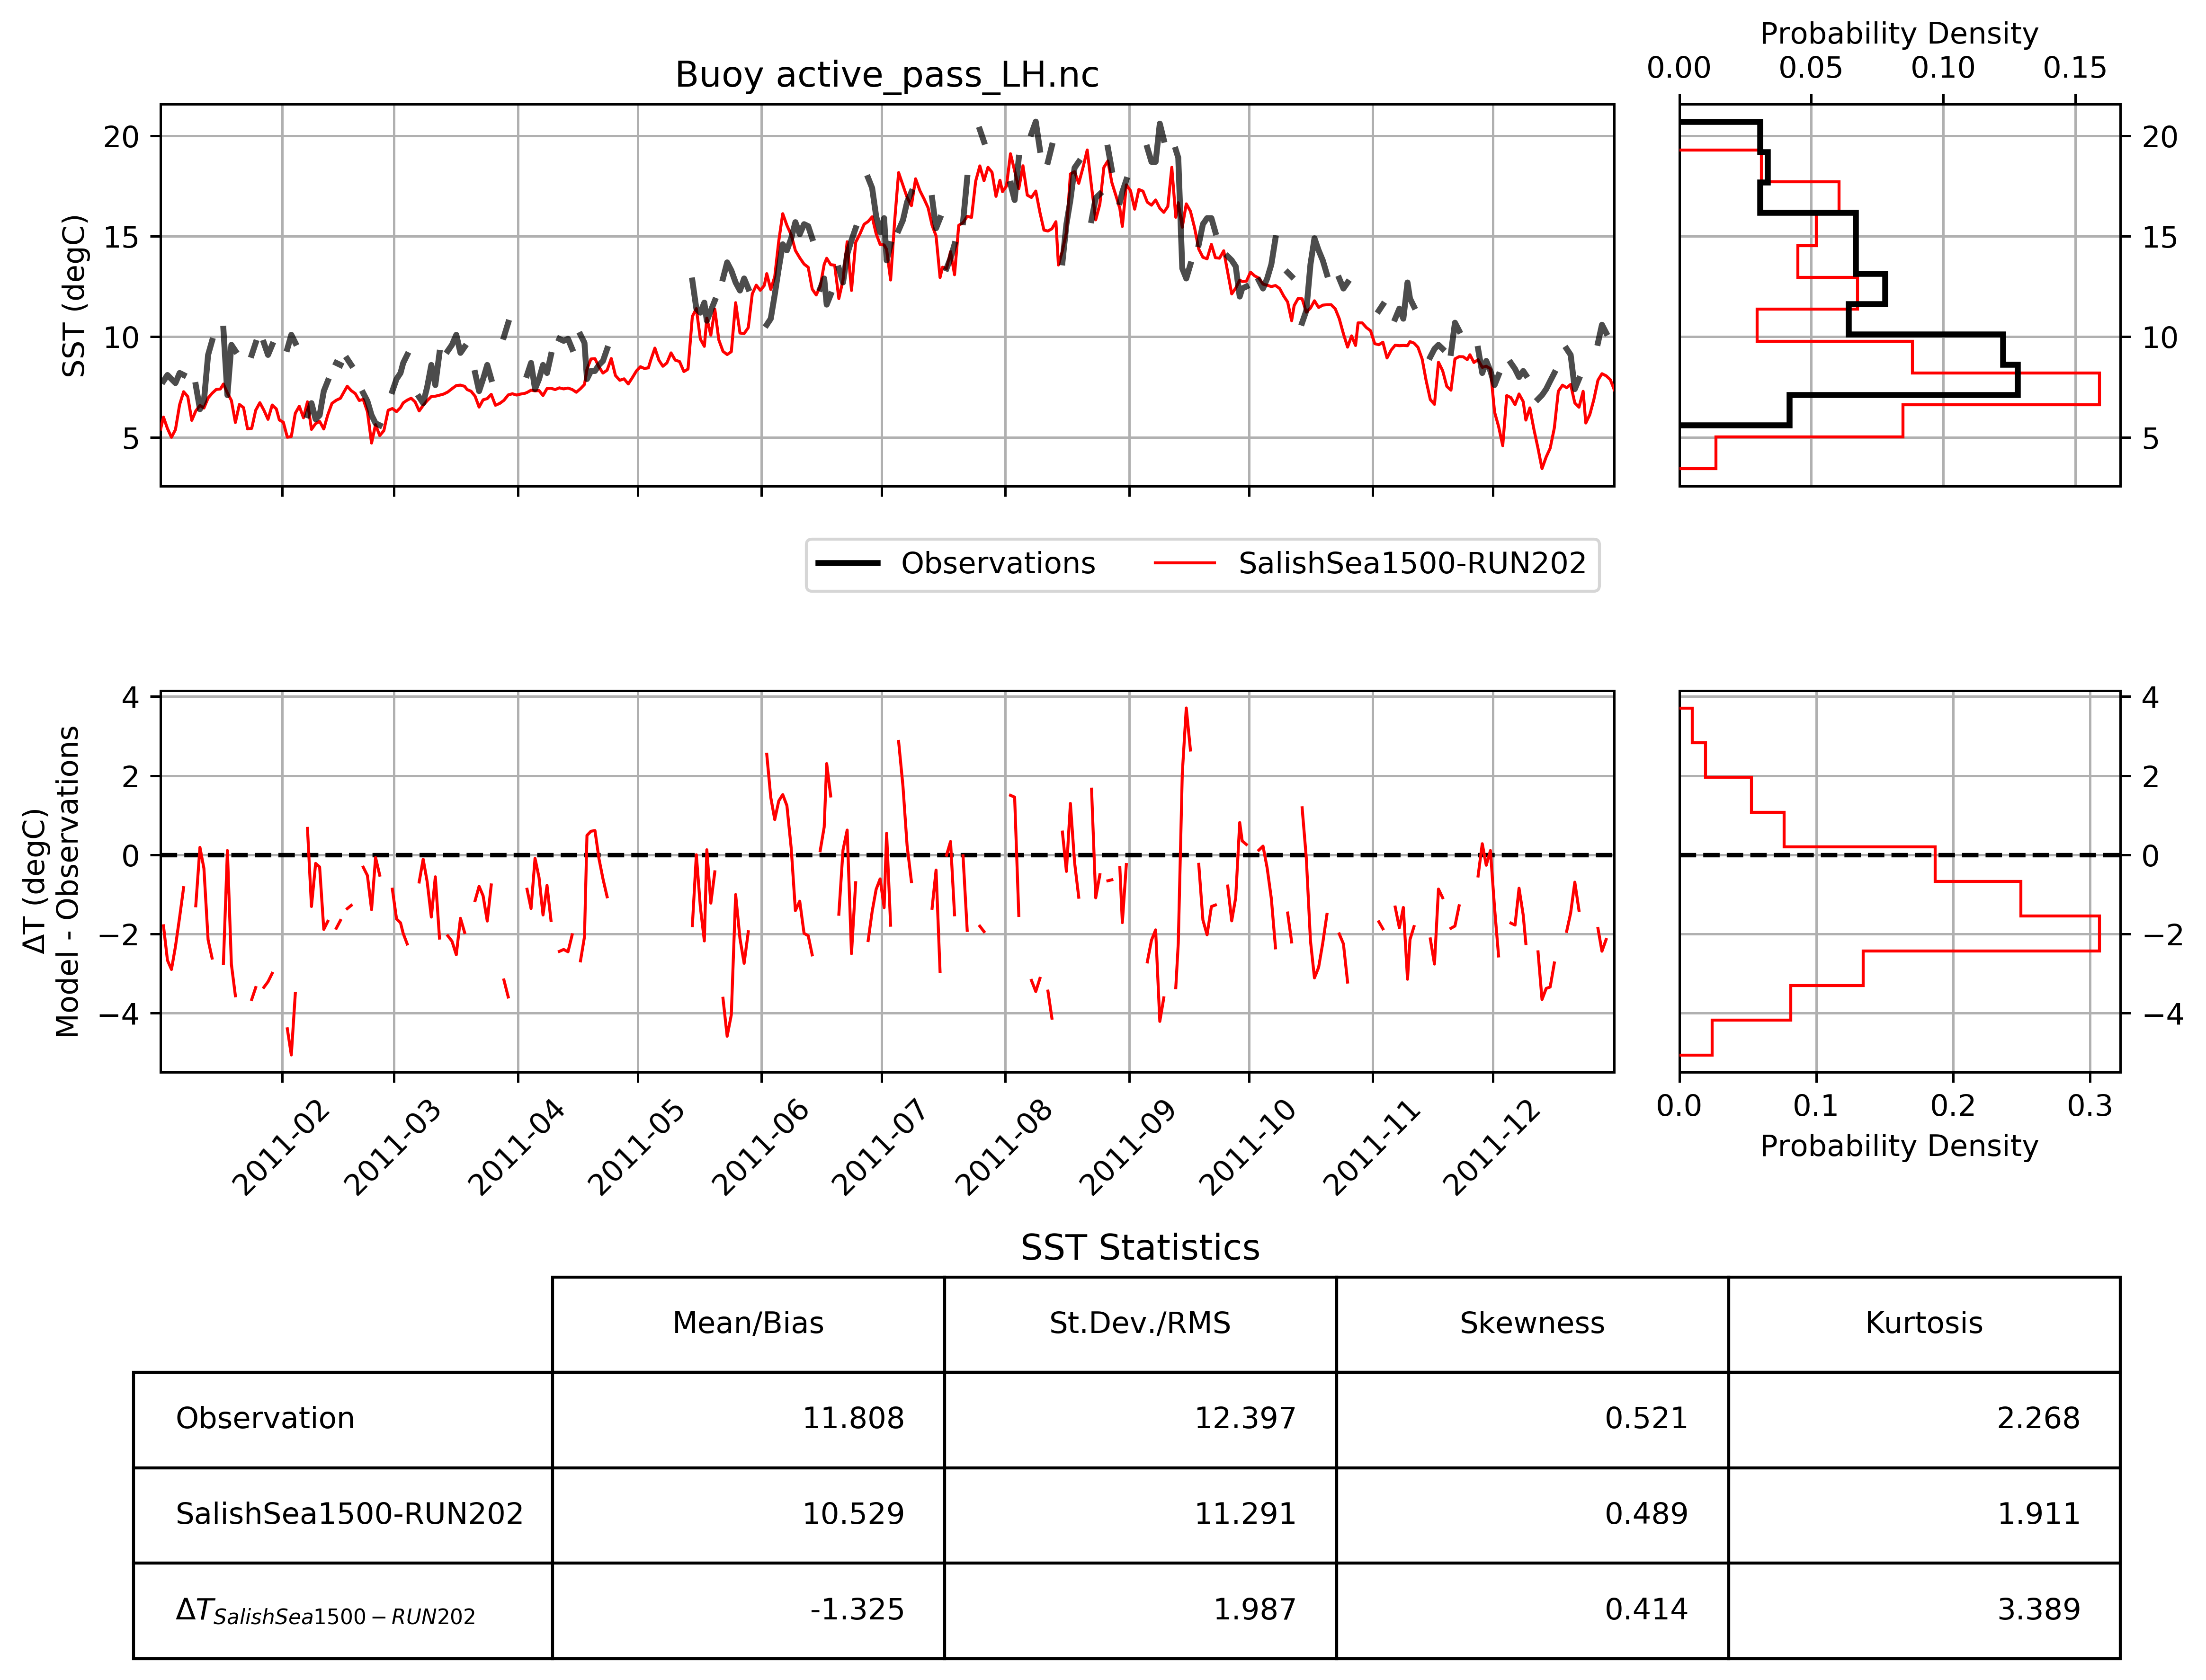 Probability Density
0.00 0.05 0.10 0.15
Buoy active_pass_LH.nc
SST (degC)
20
15
10
5
20
15
10
5
Observations SalishSea1500-RUN202
ΔT (degC)
Model - Observations
4
2
0
−2
−4
4
2
0
−2
−4
2011-02 2011-03 2011-04 2011-05 2011-06 2011-07 2011-08 2011-09 2011-10 2011-11 2011-12
0.0 0.1 0.2 0.3
Probability Density
SST Statistics
Mean/Bias St.Dev./RMS Skewness Kurtosis
Observation 11.808 12.397 0.521 2.268
SalishSea1500-RUN202 10.529 11.291 0.489 1.911
ΔT SalishSea1500−RUN202 -1.325 1.987 0.414 3.389